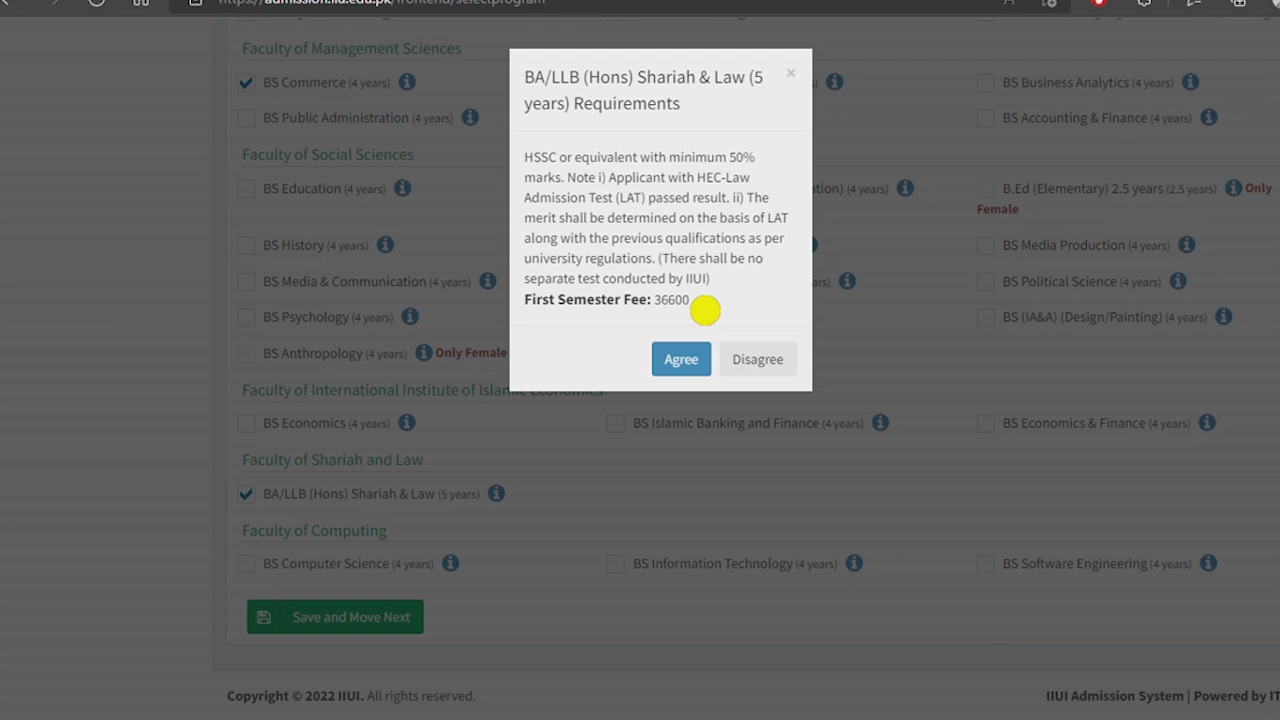 https://admission.iiu.edu.pk/frontend/selectprogram
Faculty of Management Sciences
BS Commerce (4 years)
BS Business Analytics (4 years)
BS Public Administration (4 years)
BS Accounting & Finance (4 years)
Faculty of Social Sciences
BS Education (4 years)
(4 years)
B.Ed (Elementary) 2.5 years (2.5 years) Only
Female
BS History (4 years)
BS Media Production (4 years)
BS Media & Communication (4 years)
BS Political Science (4 years)
BS Psychology (4 years)
BS (IA&A) (Design/Painting) (4 years)
BS Anthropology (4 years) Only Female
Faculty of International Institute of Islamic Economics
BS Economics (4 years)
BS Islamic Banking and Finance (4 years)
BS Economics & Finance (4 years)
Faculty of Shariah and Law
BA/LLB (Hons) Shariah & Law (5 years)
Faculty of Computing
BS Computer Science (4 years)
BS Information Technology (4 years)
BS Software Engineering (4 years)
Save and Move Next
Copyright © 2022 IIUI. All rights reserved.
IIUI Admission System | Powered by IT
BA/LLB (Hons) Shariah & Law (5
years) Requirements
×
HSSC or equivalent with minimum 50%
marks. Note i) Applicant with HEC-Law
Admission Test (LAT) passed result. ii) The
merit shall be determined on the basis of LAT
along with the previous qualifications as per
university regulations. (There shall be no
separate test conducted by IIUI)
First Semester Fee: 36600
Agree
Disagree